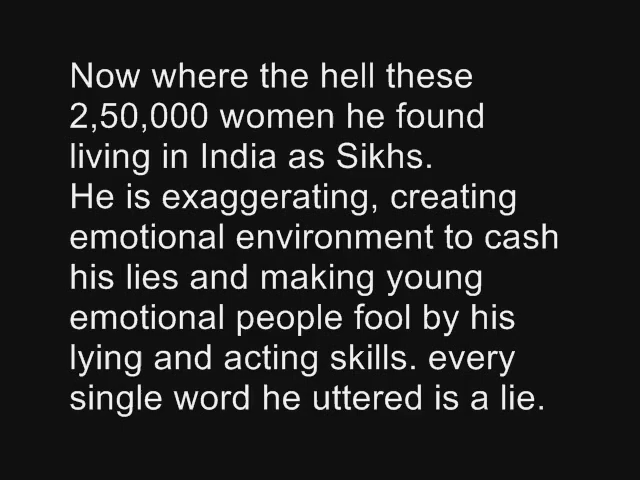 Now where the hell these
2,50,000 women he found
living in India as Sikhs.
He is exaggerating, creating
emotional environment to cash
his lies and making young
emotional people fool by his
lying and acting skills. every
single word he uttered is a lie.